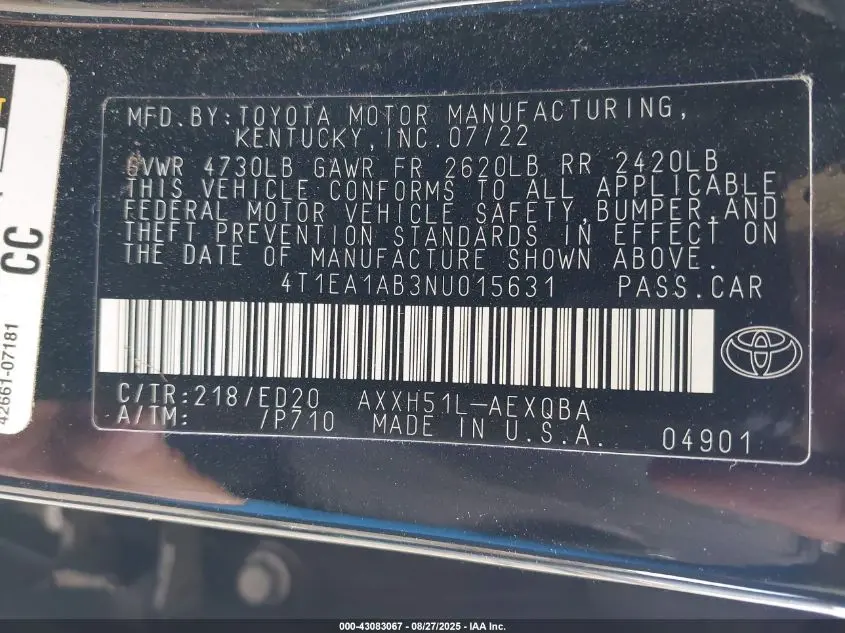 MFD.BY:TOYOTA MOTOR MANUFACTURING,
KENTUCKY,INC.07/22
GVWR 4730LB GAWR FR 2620LB RR 2420LB
THIS VEHICLE CONFORMS TO ALL APPLICABLE
FEDERAL MOTOR VEHICLE SAFETY,BUMPER,AND
THEFT PREVENTION STANDARDS IN EFFECT ON
THE DATE OF MANUFACTURE SHOWN ABOVE.
4T1EA1AB3NU015631 PASS.CAR
C/TR:218/ED20 AXXH51L-AEXQBA
A/TM: /P710 MADE IN U.S.A. 04901
CC
42661-07181
000-43083067 - 08/27/2025 - IAA Inc.